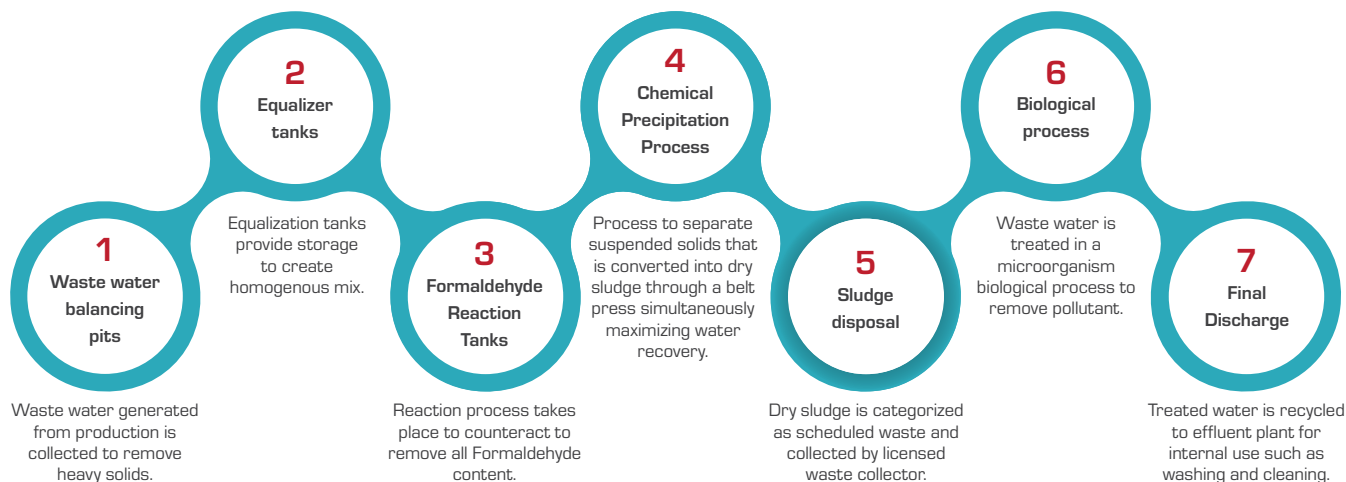 1
Waste water
balancing
pits
Waste water generated
from production is
collected to remove
heavy solids.
2
Equalizer
tanks
Equalization tanks
provide storage
to create
homogenous mix.
3
Formaldehyde
Reaction
Tanks
Reaction process takes
place to counteract to
remove all Formaldehyde
content.
4
Chemical
Precipitation
Process
Process to separate
suspended solids that
is converted into dry
sludge through a belt
press simultaneously
maximizing water
recovery.
5
Sludge
disposal
Dry sludge is categorized
as scheduled waste and
collected by licensed
waste collector.
6
Biological
process
Waste water is
treated in a
microorganism
biological process to
remove pollutant.
7
Final
Discharge
Treated water is recycled
to effluent plant for
internal use such as
washing and cleaning.